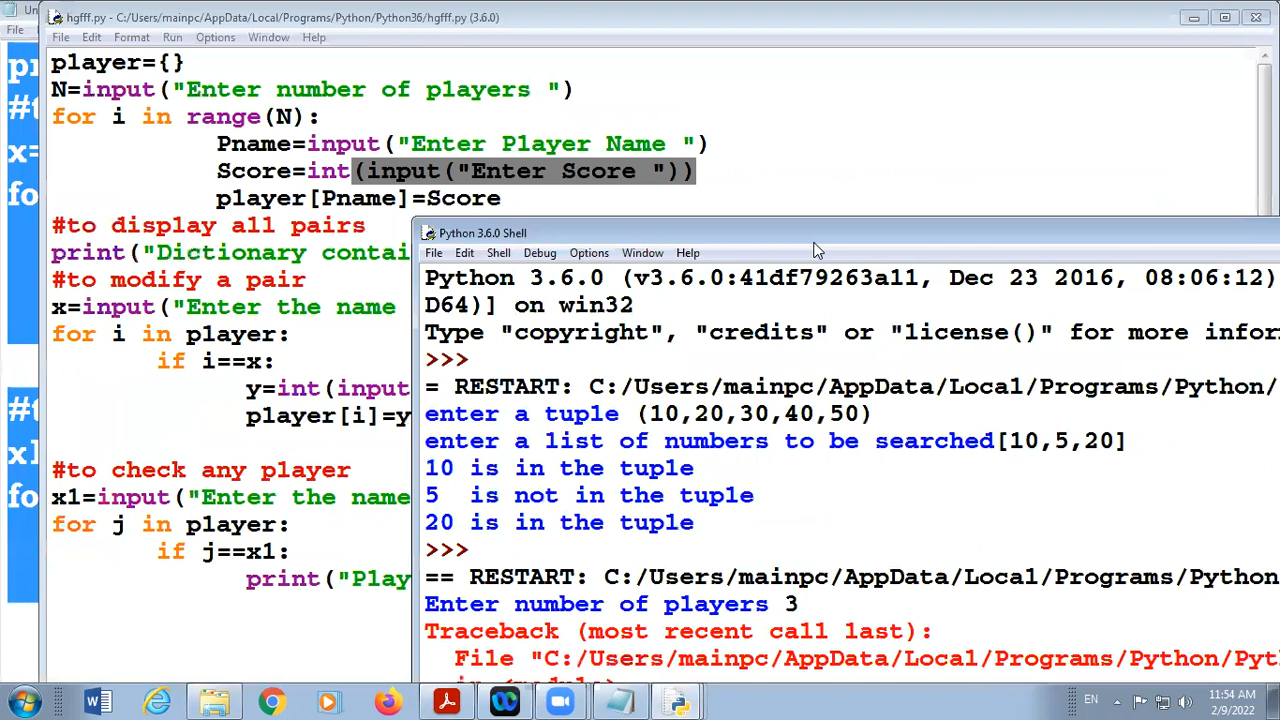 Un
hgfff.py - C:/Users/mainpc/AppData/Local/Programs/Python/Python36/hgfff.py (3.6.0)
File
File Edit Format Run Options Window Help
pr
#t
x=
fo
#t
x1
fo
player={}
N=input("Enter number of players ")
for i in range(N):
Pname=input("Enter Player Name ")
Score=int(input("Enter Score "))
player[Pname]=Score
#to display all pairs
print("Dictionary contai
#to modify a pair
x=input("Enter the name
for i in player:
if i==x:
y=int(input
player[i]=y
#to check any player
x1=input("Enter the name
for j in player:
if j==x1:
print("Play
Python 3.6.0 Shell
File Edit Shell Debug Options Window Help
Python 3.6.0 (v3.6.0:41df79263a11, Dec 23 2016, 08:06:12)
D64)] on win32
Type "copyright", "credits" or "license()" for more infor
>>>
= RESTART: C:/Users/mainpc/AppData/Local/Programs/Python/
enter a tuple (10,20,30,40,50)
enter a list of numbers to be searched[10,5,20]
10 is in the tuple
5  is not in the tuple
20 is in the tuple
>>>
== RESTART: C:/Users/mainpc/AppData/Local/Programs/Python
Enter number of players 3
Traceback (most recent call last):
File "C:/Users/mainpc/AppData/Local/Programs/Python/Pyt
EN
11:54 AM
2/9/2022